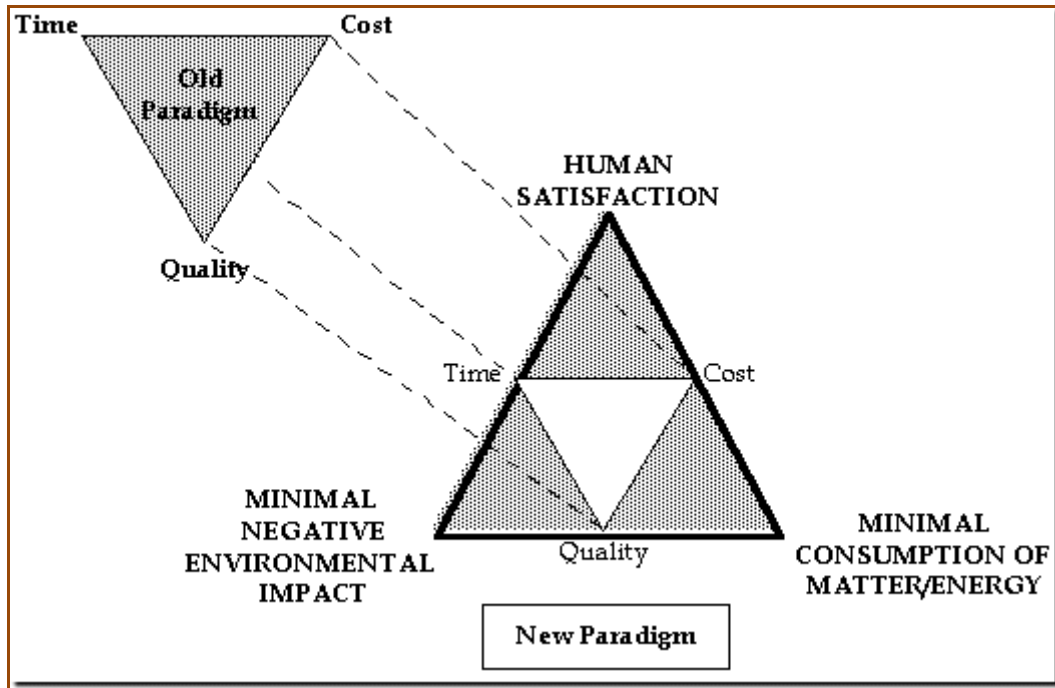 Time
Cost
Old
Paradigm
Quality
HUMAN
SATISFACTION
Time
Cost
MINIMAL
NEGATIVE
ENVIRONMENTAL
IMPACT
Quality
MINIMAL
CONSUMPTION OF
MATTER/ENERGY
New Paradigm